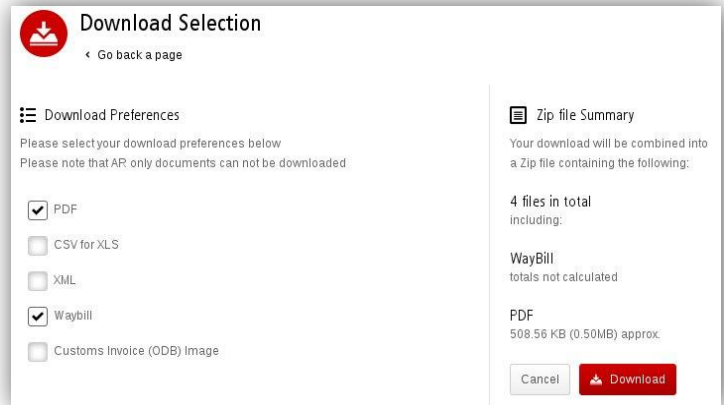 Download Selection
‹ Go back a page
Download Preferences
Please select your download preferences below
Please note that AR only documents can not be downloaded
PDF
CSV for XLS
XML
Waybill
Customs Invoice (ODB) Image
Zip file Summary
Your download will be combined into
a Zip file containing the following:
4 files in total
including:
WayBill
totals not calculated
PDF
508.56 KB (0.50MB) approx.
Cancel
Download